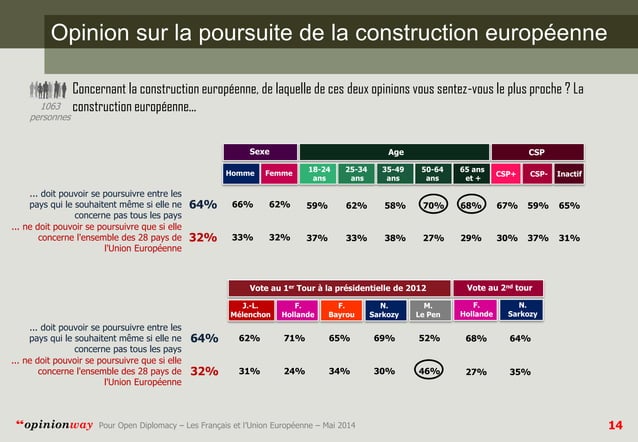 Opinion sur la poursuite de la construction européenne
Concernant la construction européenne, de laquelle de ces deux opinions vous sentez-vous le plus proche ? La
construction européenne...
1063
personnes
Sexe Age CSP
Homme Femme 18-24 ans 25-34 ans 35-49 ans 50-64 ans 65 ans et + CSP+ CSP- Inactif
... doit pouvoir se poursuivre entre les
pays qui le souhaitent même si elle ne
concerne pas tous les pays
64% 66% 62% 59% 62% 58% 70% 68% 67% 59% 65%
... ne doit pouvoir se poursuivre que si elle
concerne l'ensemble des 28 pays de
l'Union Européenne
32% 33% 32% 37% 33% 38% 27% 29% 30% 37% 31%
Vote au 1er Tour à la présidentielle de 2012 Vote au 2nd tour
J.-L. Mélenchon F. Hollande F. Bayrou N. Sarkozy M. Le Pen F. Hollande N. Sarkozy
... doit pouvoir se poursuivre entre les
pays qui le souhaitent même si elle ne
concerne pas tous les pays
64% 62% 71% 65% 69% 52% 68% 64%
... ne doit pouvoir se poursuivre que si elle
concerne l'ensemble des 28 pays de
l'Union Européenne
32% 31% 24% 34% 30% 46% 27% 35%
opinionway Pour Open Diplomacy – Les Français et l'Union Européenne – Mai 2014 14